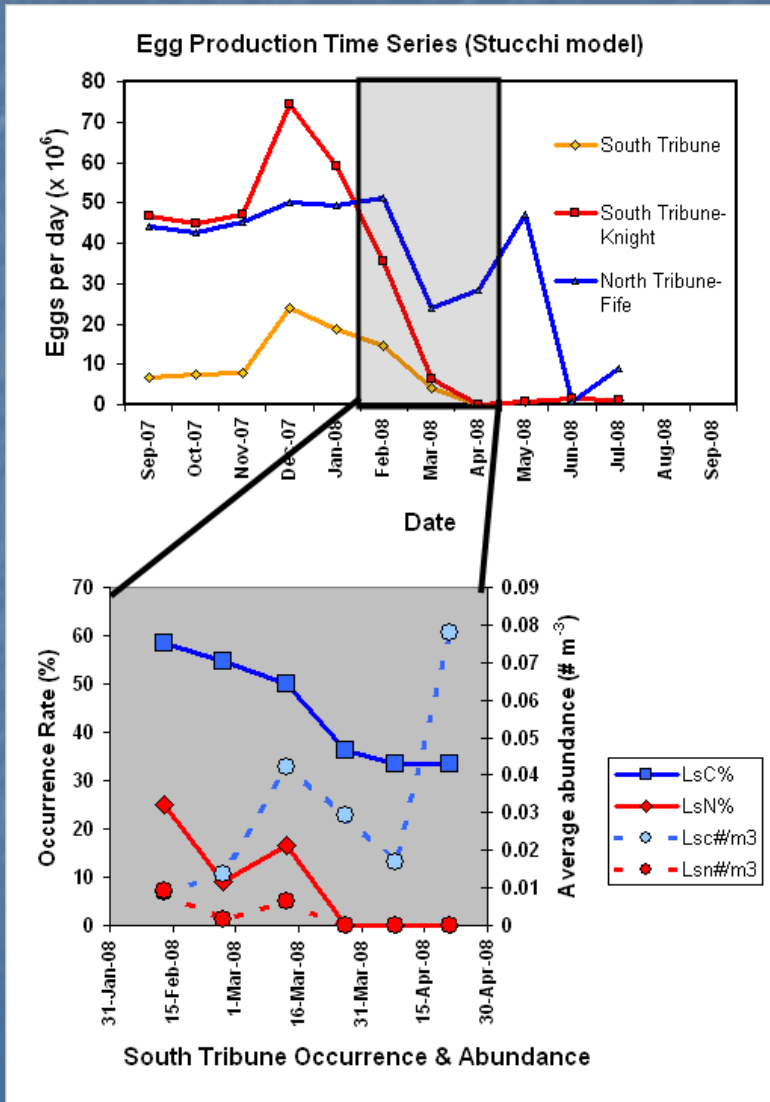 Egg Production Time Series (Stucchi model)
Eggs per day (x 10⁶)
80
70
60
50
40
30
20
10
0
South Tribune
South Tribune-
Knight
North Tribune-
Fife
Sep-07
Oct-07
Nov-07
Dec-07
Jan-08
Feb-08
Mar-08
Apr-08
May-08
Jun-08
Jul-08
Aug-08
Sep-08
Date
Occurrence Rate (%)
70
60
50
40
30
20
10
0
0.09
0.08
0.07
0.06
0.05
0.04
0.03
0.02
0.01
0
Average abundance (# m⁻³)
31-Jan-08
15-Feb-08
1-Mar-08
16-Mar-08
31-Mar-08
15-Apr-08
30-Apr-08
LsC%
LsN%
Lsc#/m3
Lsn#/m3
South Tribune Occurrence & Abundance